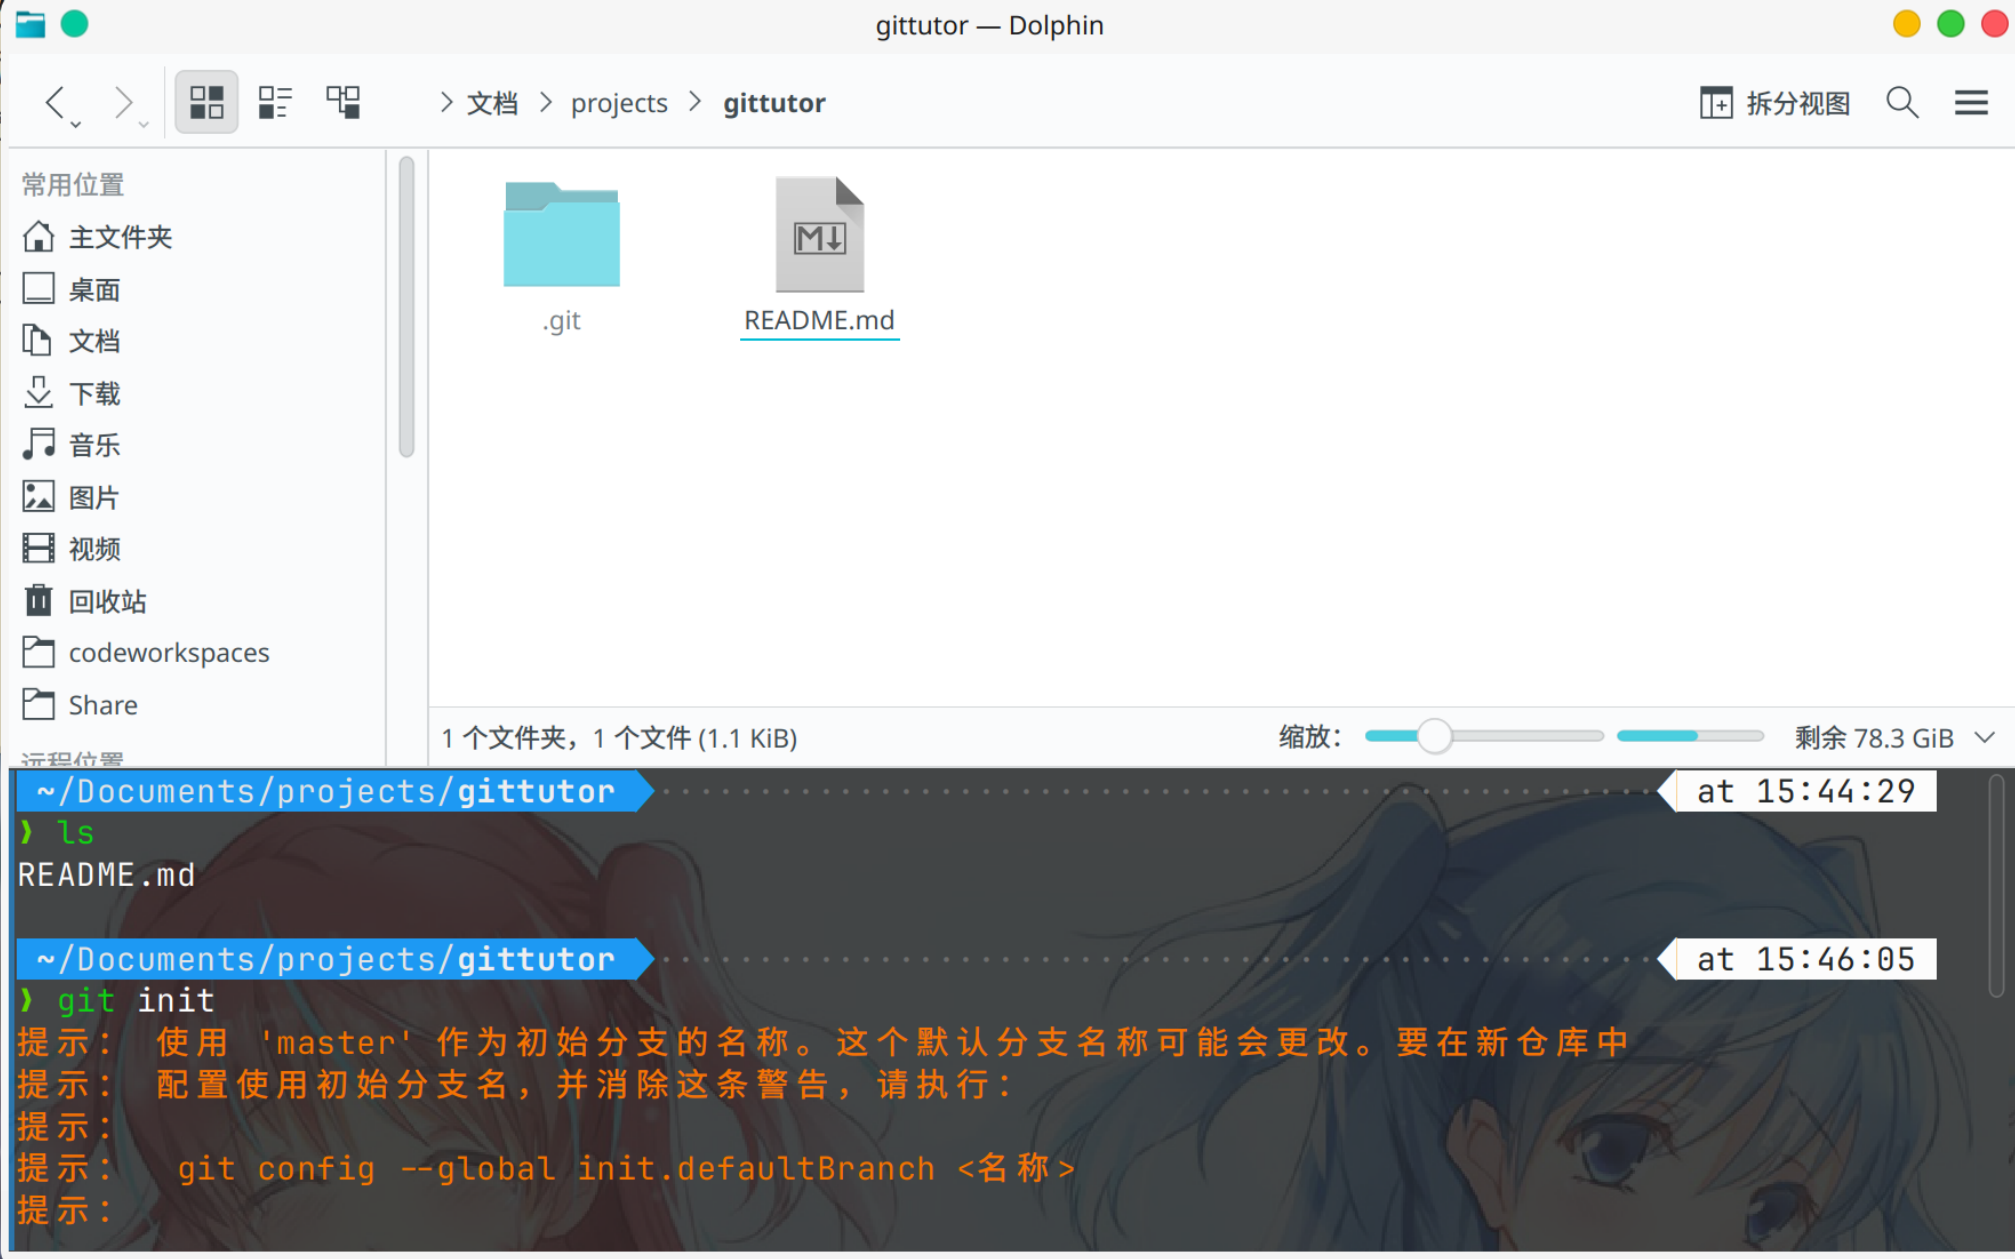 gittutor — Dolphin
文档 projects gittutor
拆分视图
常用位置
主文件夹
桌面
文档
下载
音乐
图片
视频
回收站
codeworkspaces
Share
远程位置
.git
README.md
1 个文件夹，1 个文件 (1.1 KiB)
缩放：
剩余 78.3 GiB
~/Documents/projects/gittutor at 15:44:29
❯ ls
README.md
~/Documents/projects/gittutor at 15:46:05
❯ git init
提示： 使用 'master' 作为初始分支的名称。这个默认分支名称可能会更改。要在新仓库中
提示： 配置使用初始分支名，并消除这条警告，请执行：
提示：
提示： git config --global init.defaultBranch <名称>
提示：